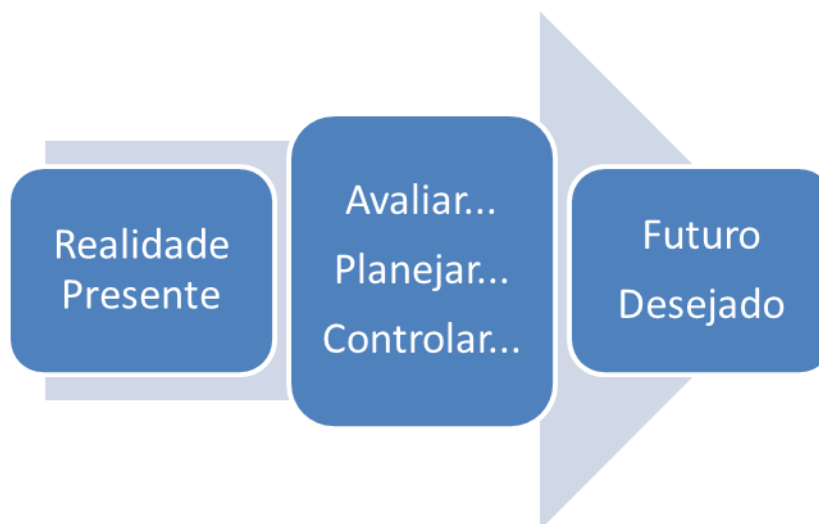 Realidade
Presente
Avaliar...
Planejar...
Controlar...
Futuro
Desejado